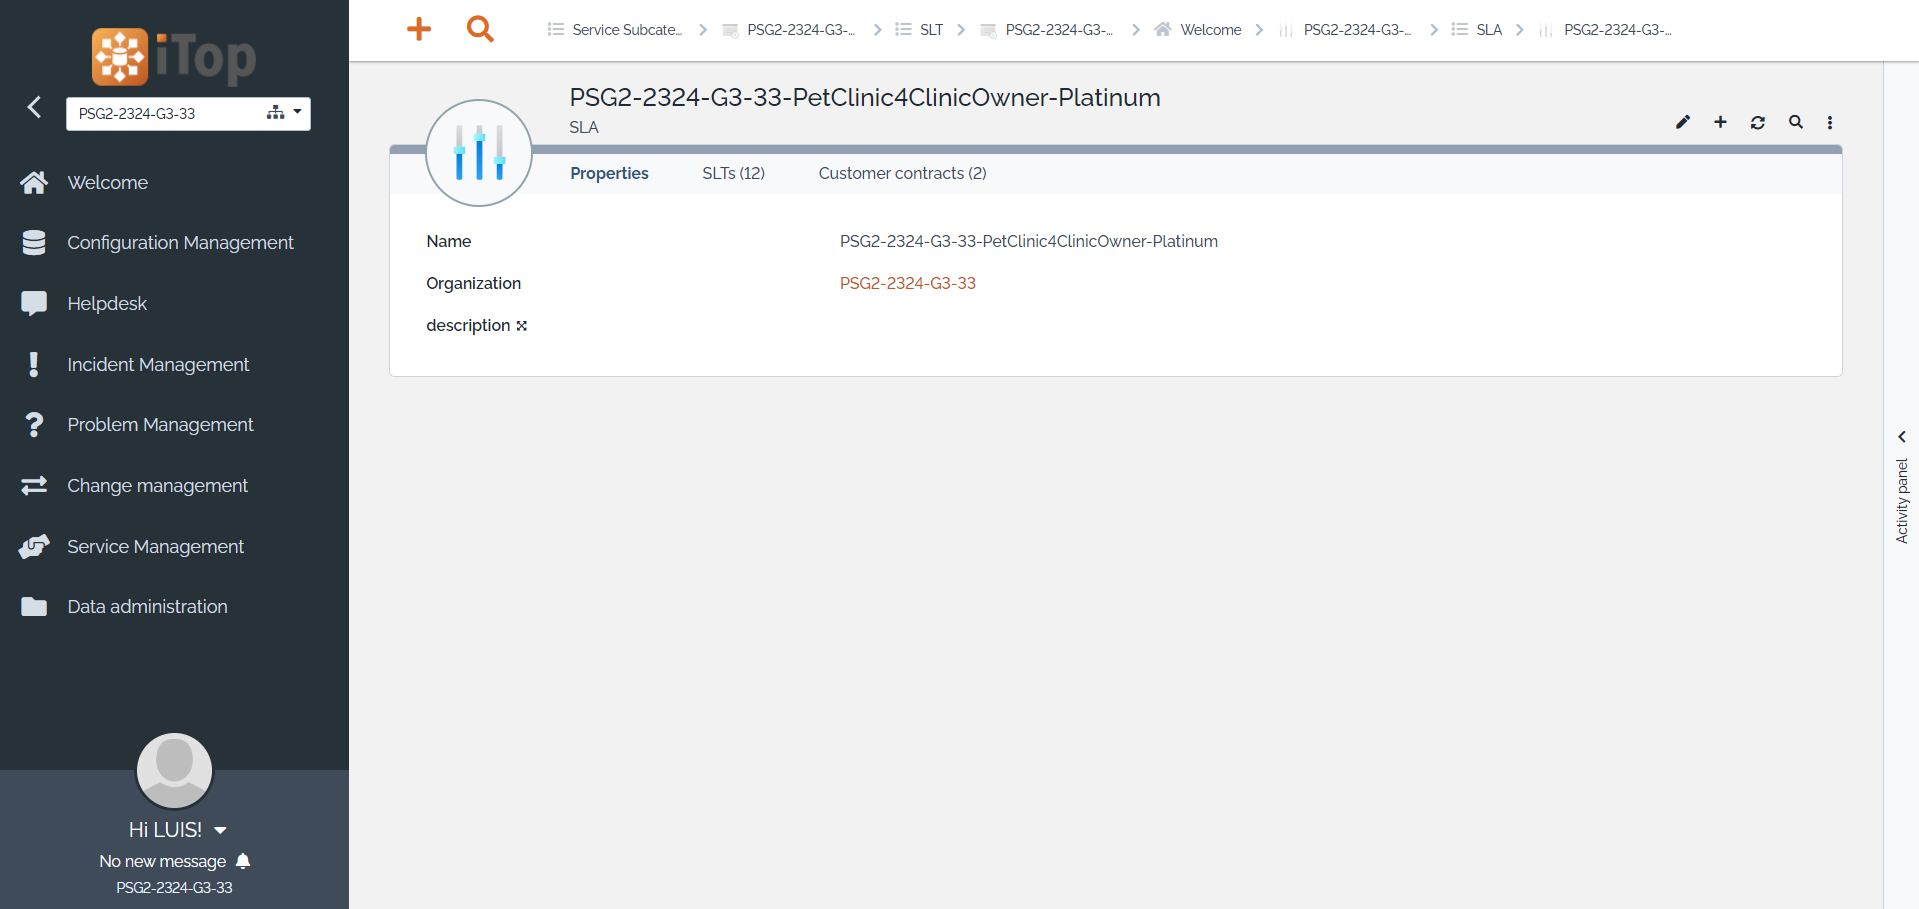 iTop
PSG2-2324-G3-33
Welcome
Configuration Management
Helpdesk
Incident Management
Problem Management
Change management
Service Management
Data administration
Hi LUIS!
No new message
PSG2-2324-G3-33
Service Subcate... PSG2-2324-G3-... SLT PSG2-2324-G3-... Welcome PSG2-2324-G3-... SLA PSG2-2324-G3-...
PSG2-2324-G3-33-PetClinic4ClinicOwner-Platinum
SLA
Properties SLTs (12) Customer contracts (2)
Name PSG2-2324-G3-33-PetClinic4ClinicOwner-Platinum
Organization PSG2-2324-G3-33
description
Activity panel